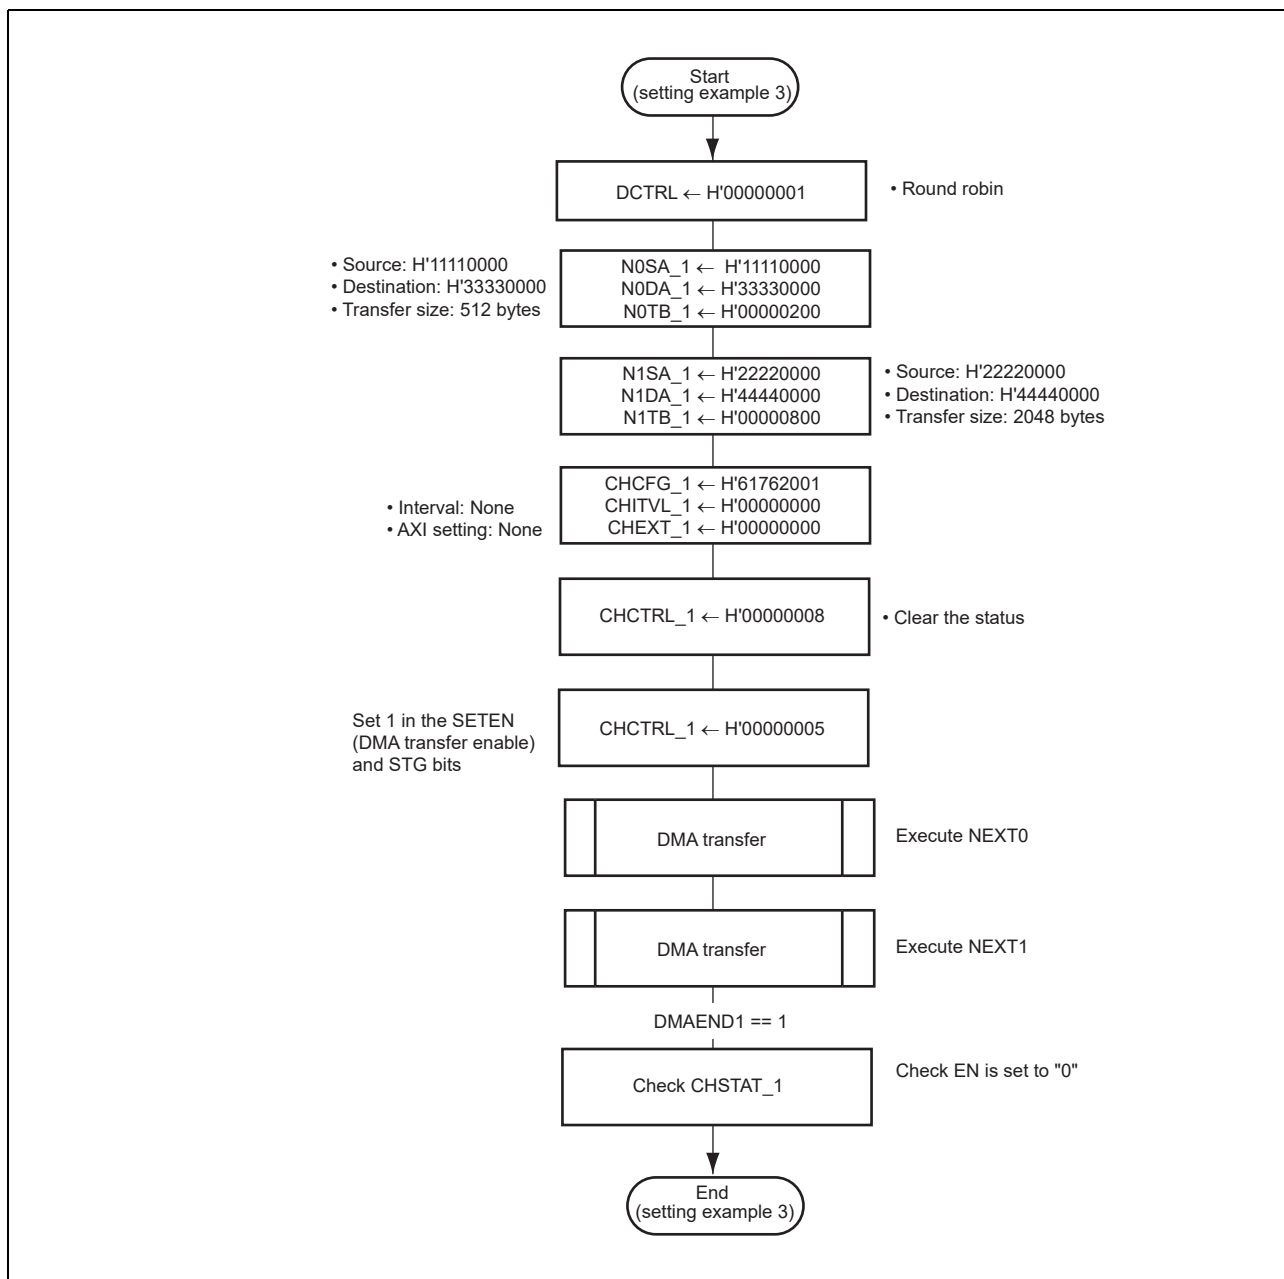 Start
(setting example 3)
DCTRL ← H'00000001
• Round robin
• Source: H'11110000
• Destination: H'33330000
• Transfer size: 512 bytes
N0SA_1 ← H'11110000
N0DA_1 ← H'33330000
N0TB_1 ← H'00000200
N1SA_1 ← H'22220000
N1DA_1 ← H'44440000
N1TB_1 ← H'00000800
• Source: H'22220000
• Destination: H'44440000
• Transfer size: 2048 bytes
• Interval: None
• AXI setting: None
CHCFG_1 ← H'61762001
CHITVL_1 ← H'00000000
CHEXT_1 ← H'00000000
CHCTRL_1 ← H'00000008
• Clear the status
Set 1 in the SETEN
(DMA transfer enable)
and STG bits
CHCTRL_1 ← H'00000005
DMA transfer
Execute NEXT0
DMA transfer
Execute NEXT1
DMAEND1 == 1
Check CHSTAT_1
Check EN is set to "0"
End
(setting example 3)